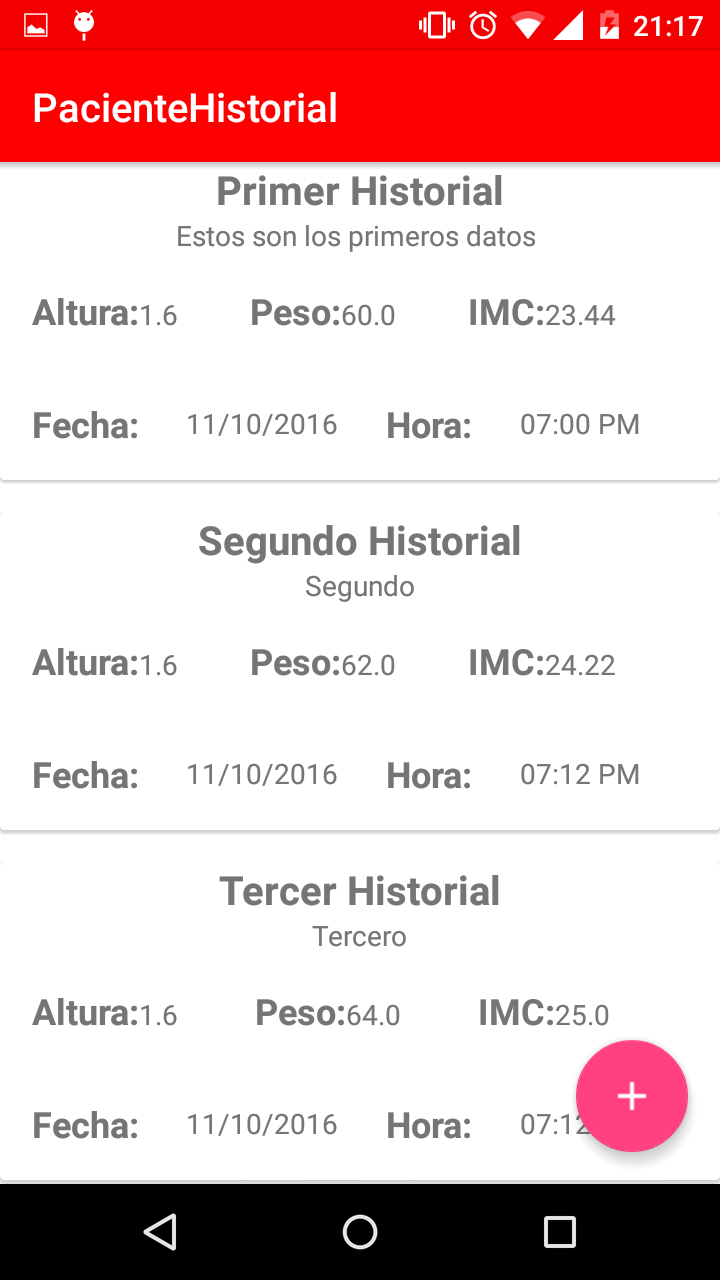 21:17
PacienteHistorial
Primer Historial
Estos son los primeros datos
Altura:1.6 Peso:60.0 IMC:23.44
Fecha: 11/10/2016 Hora: 07:00 PM
Segundo Historial
Segundo
Altura:1.6 Peso:62.0 IMC:24.22
Fecha: 11/10/2016 Hora: 07:12 PM
Tercer Historial
Tercero
Altura:1.6 Peso:64.0 IMC:25.0
Fecha: 11/10/2016 Hora: 07:12